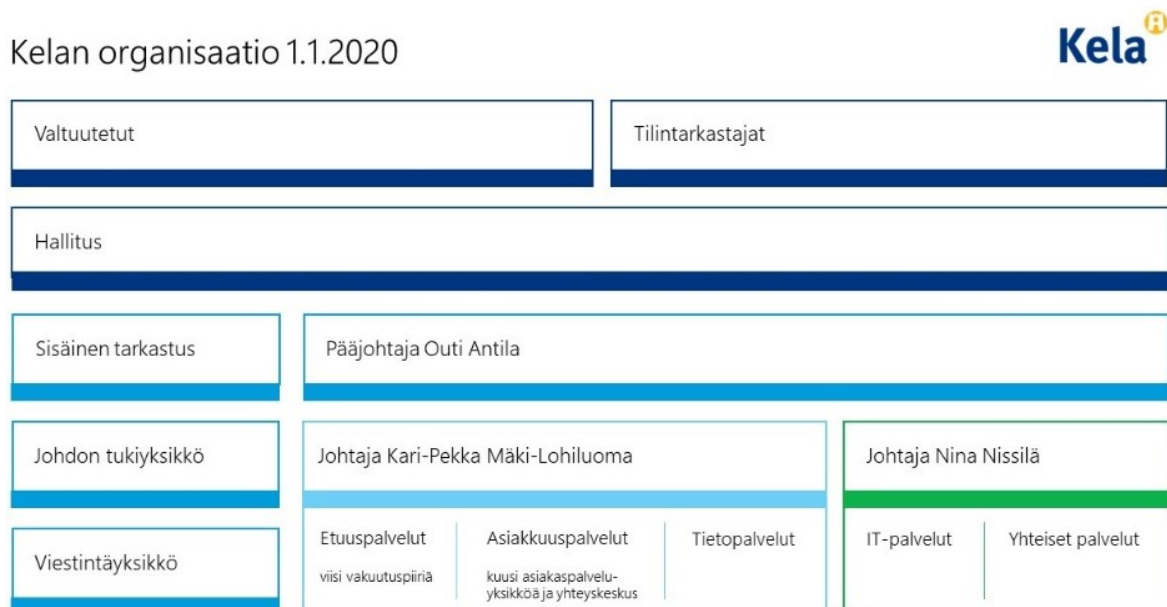 Kelan organisaatio 1.1.2020
Kela
Valtuutetut
Tilintarkastajat
Hallitus
Sisäinen tarkastus
Pääjohtaja Outi Antila
Johdon tukiyksikkö
Johtaja Kari-Pekka Mäki-Lohiluoma
Johtaja Nina Nissilä
Viestintäyksikkö
Etuuspalvelut
viisi vakuutuspiiriä
Asiakkuuspalvelut
kuusi asiakaspalvelu-
yksikköä ja yhteyskeskus
Tietopalvelut
IT-palvelut
Yhteiset palvelut